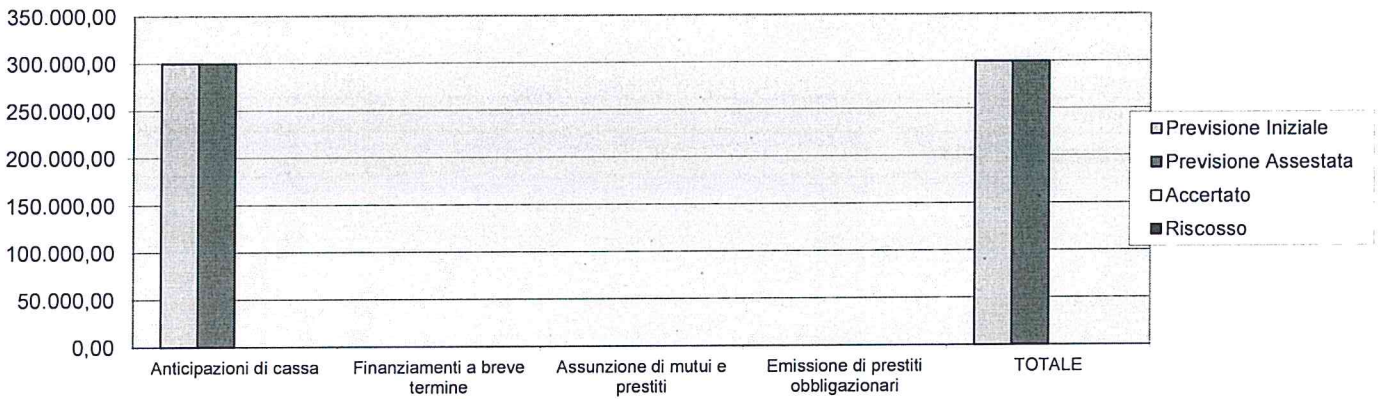 350.000,00
300.000,00
250.000,00
200.000,00
150.000,00
100.000,00
50.000,00
0,00
Anticipazioni di cassa
Finanziamenti a breve
termine
Assunzione di mutui e
prestiti
Emissione di prestiti
obbligazionari
TOTALE
Previsione Iniziale
Previsione Assestata
Accertato
Riscosso